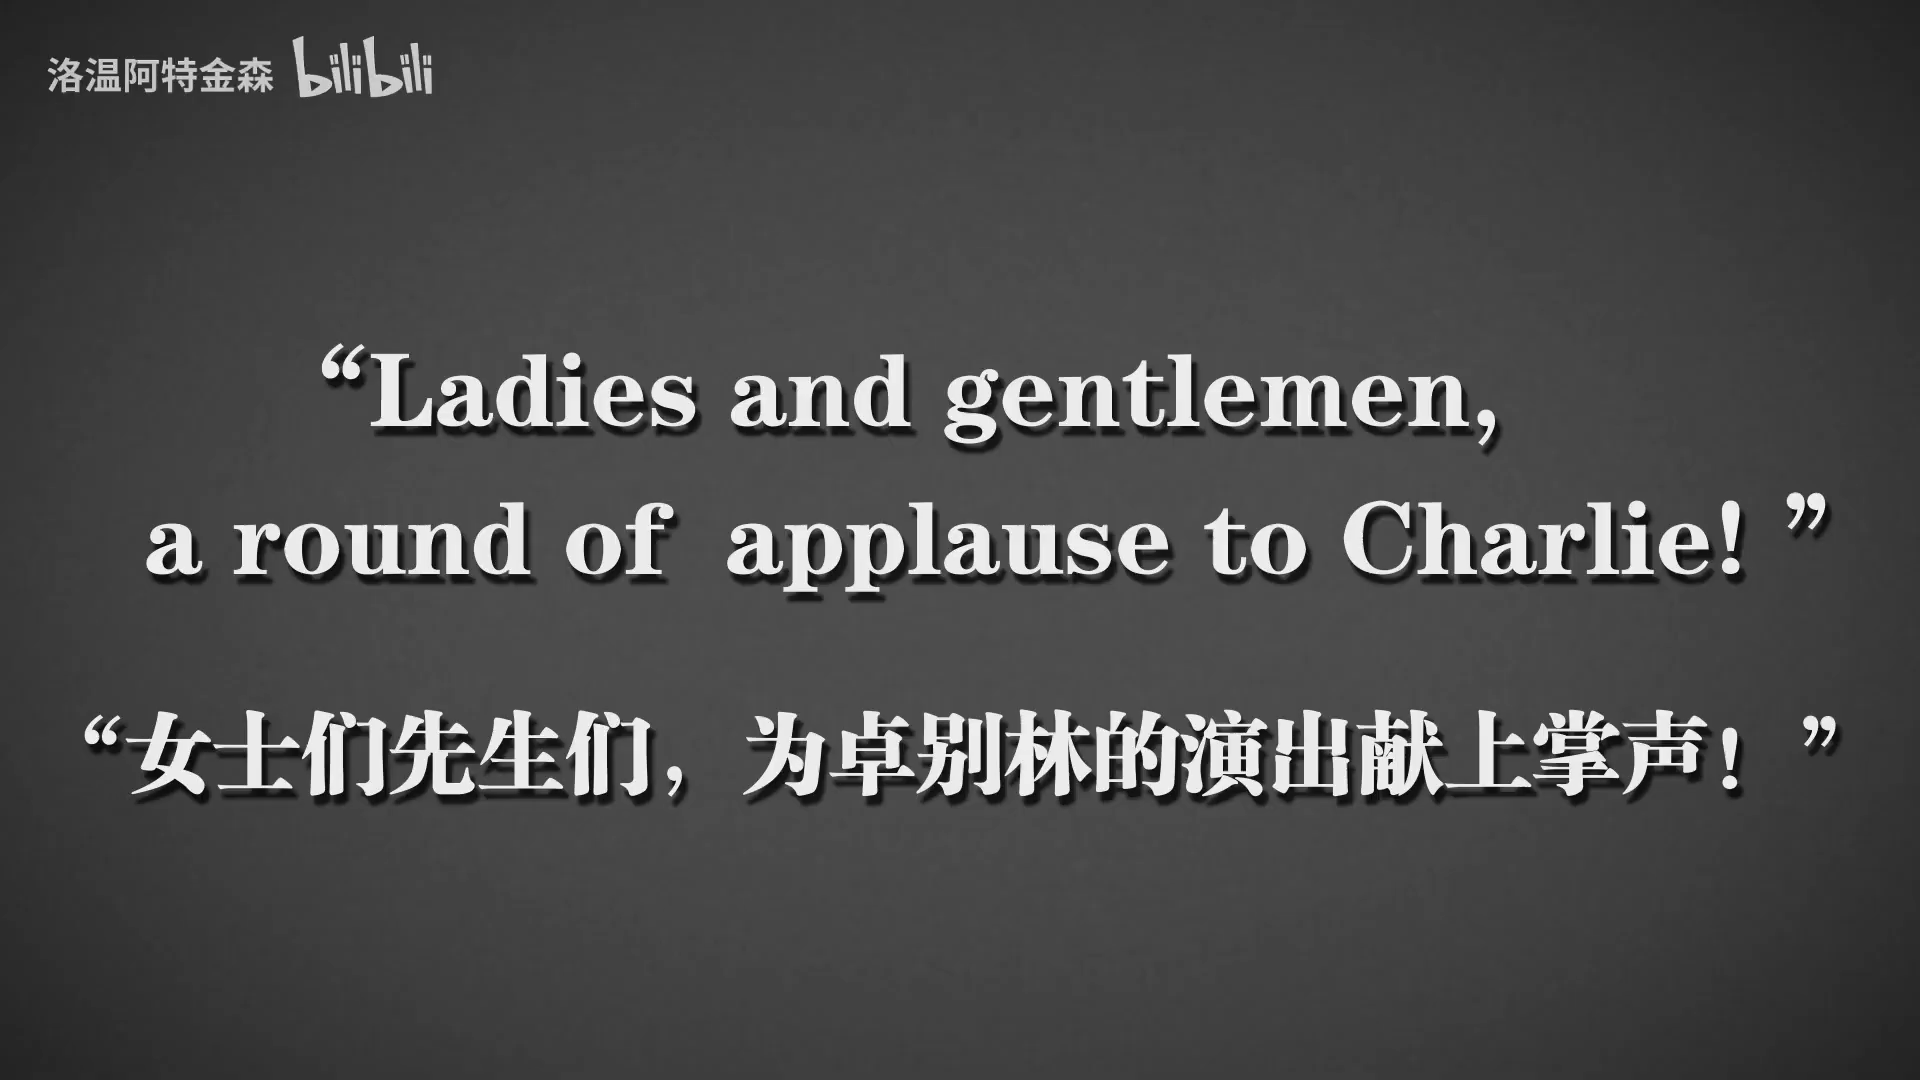 洛温阿特金森 bilibili
“Ladies and gentlemen,
a round of applause to Charlie! ”
“女士们先生们，为卓别林的演出献上掌声！”